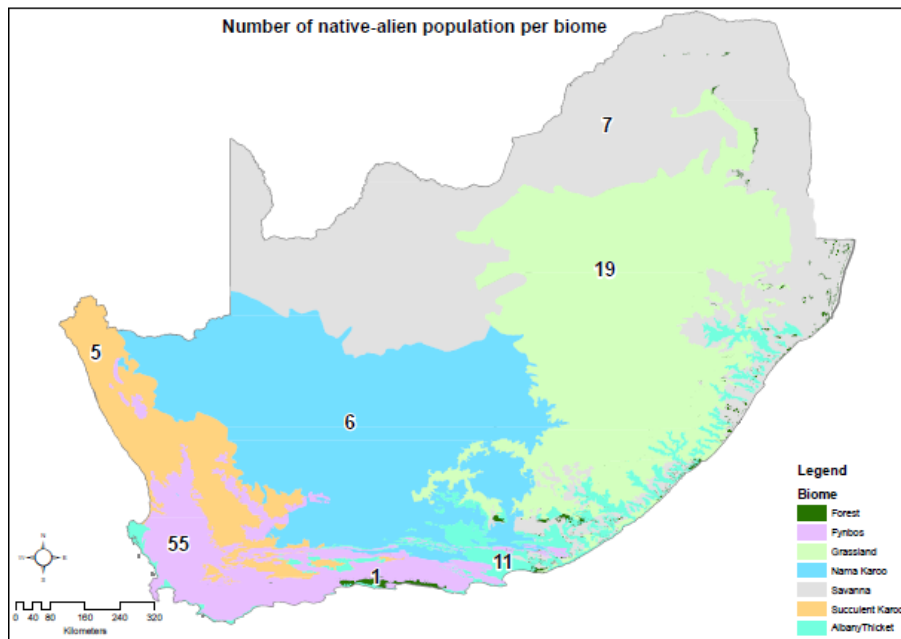 Number of native-alien population per biome
7
19
5
6
55
11
1
N
W
E
S
0 40 80 160 240 320
Kilometers
Legend
Biome
Forest
Fynbos
Grassland
Nama Karoo
Savanna
Succulent Karoo
AlbanyThicket